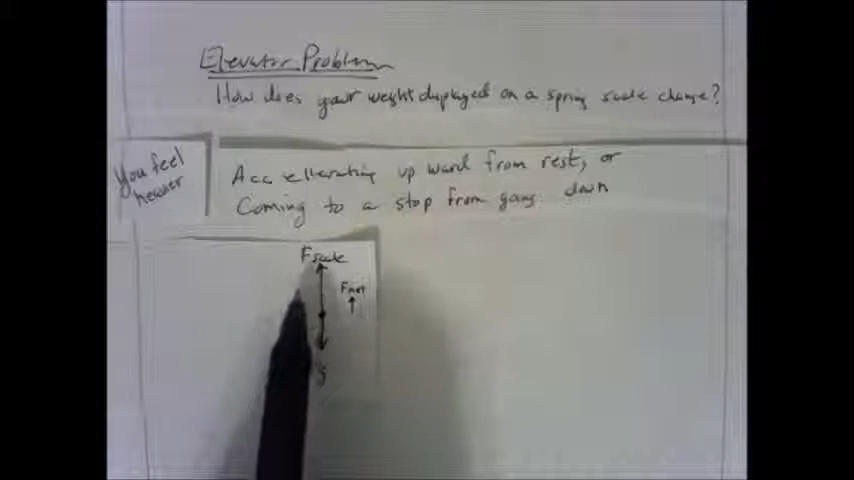 Elevator Problem
How does your weight displayed on a spring scale change?
You feel
heavier
Accellerating upward from rest, or
Coming to a stop from going down
Fscale
Fnet